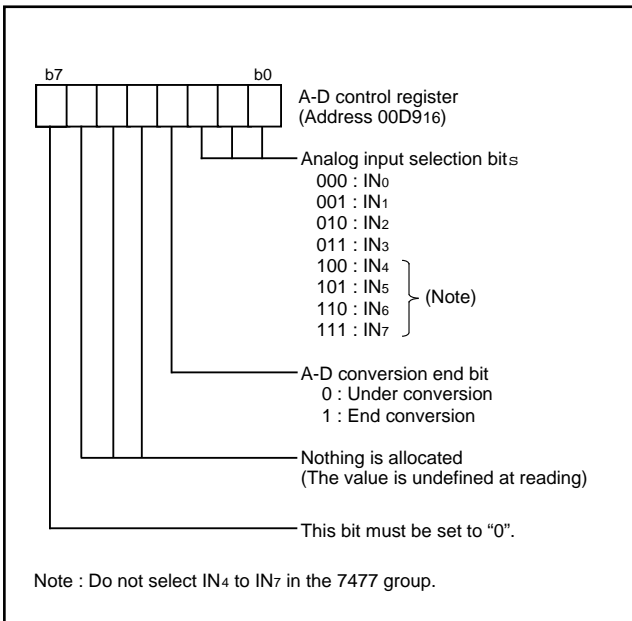 b7 b0
A-D control register
(Address 00D916)
Analog input selection bits
000 : IN0
001 : IN1
010 : IN2
011 : IN3
100 : IN4
101 : IN5
(Note)
110 : IN6
111 : IN7
A-D conversion end bit
0 : Under conversion
1 : End conversion
Nothing is allocated
(The value is undefined at reading)
This bit must be set to “0”.
Note : Do not select IN4 to IN7 in the 7477 group.